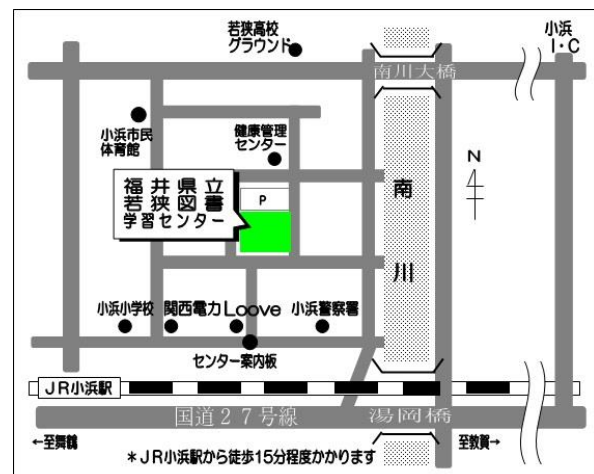 若狭高校
グラウンド
小浜
I・C
南川大橋
小浜市民
体育館
健康管理
センター
N
福井県立
若狭図書
学習センター
P
南
川
小浜小学校
関西電力
Loove
小浜警察署
センター案内板
JR小浜駅
国道27号線
湯岡橋
←至舞鶴
*JR小浜駅から徒歩15分程度かかります
至敦賀→